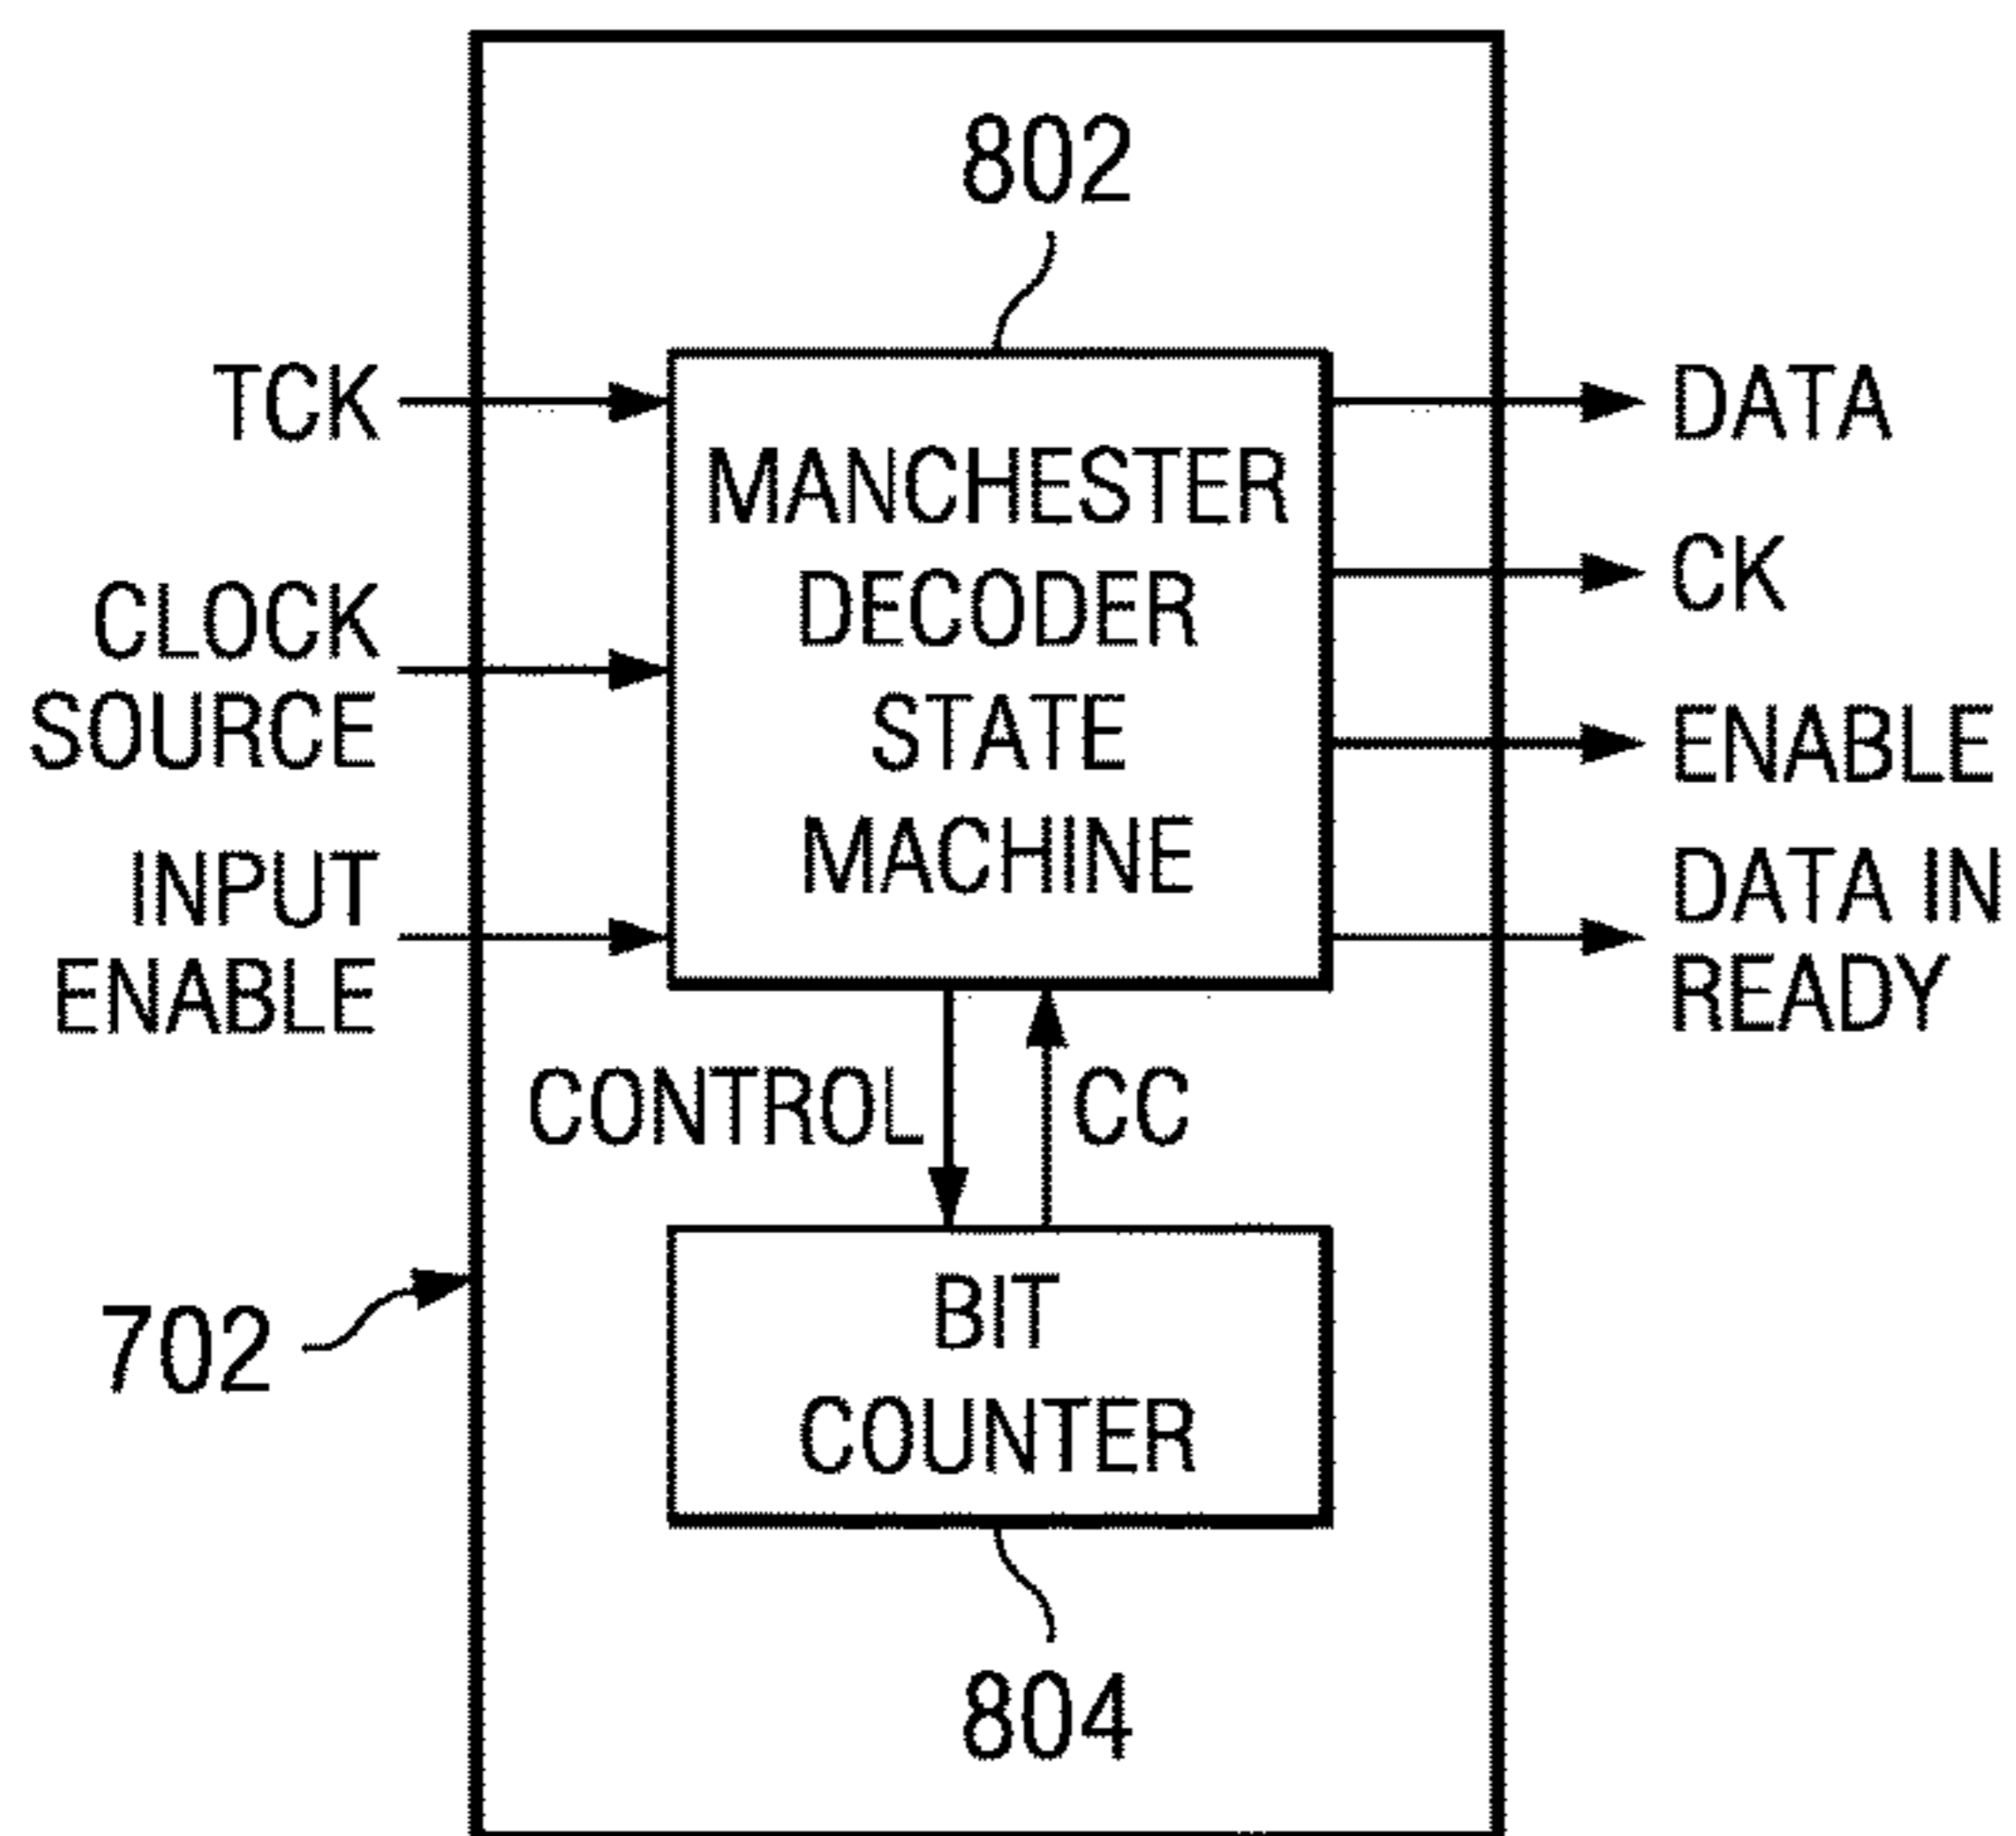 802
TCK
CLOCK
SOURCE
INPUT
ENABLE
MANCHESTER
DECODER
STATE
MACHINE
DATA
CK
ENABLE
DATA IN
READY
CONTROL
CC
BIT
COUNTER
702
804